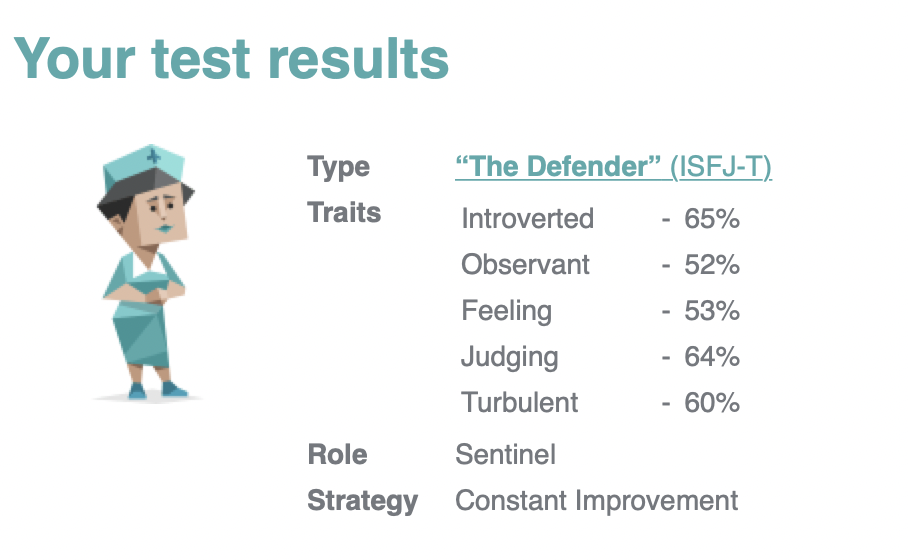 Your test results
Type “The Defender” (ISFJ-T)
Traits Introverted - 65%
Observant - 52%
Feeling - 53%
Judging - 64%
Turbulent - 60%
Role Sentinel
Strategy Constant Improvement